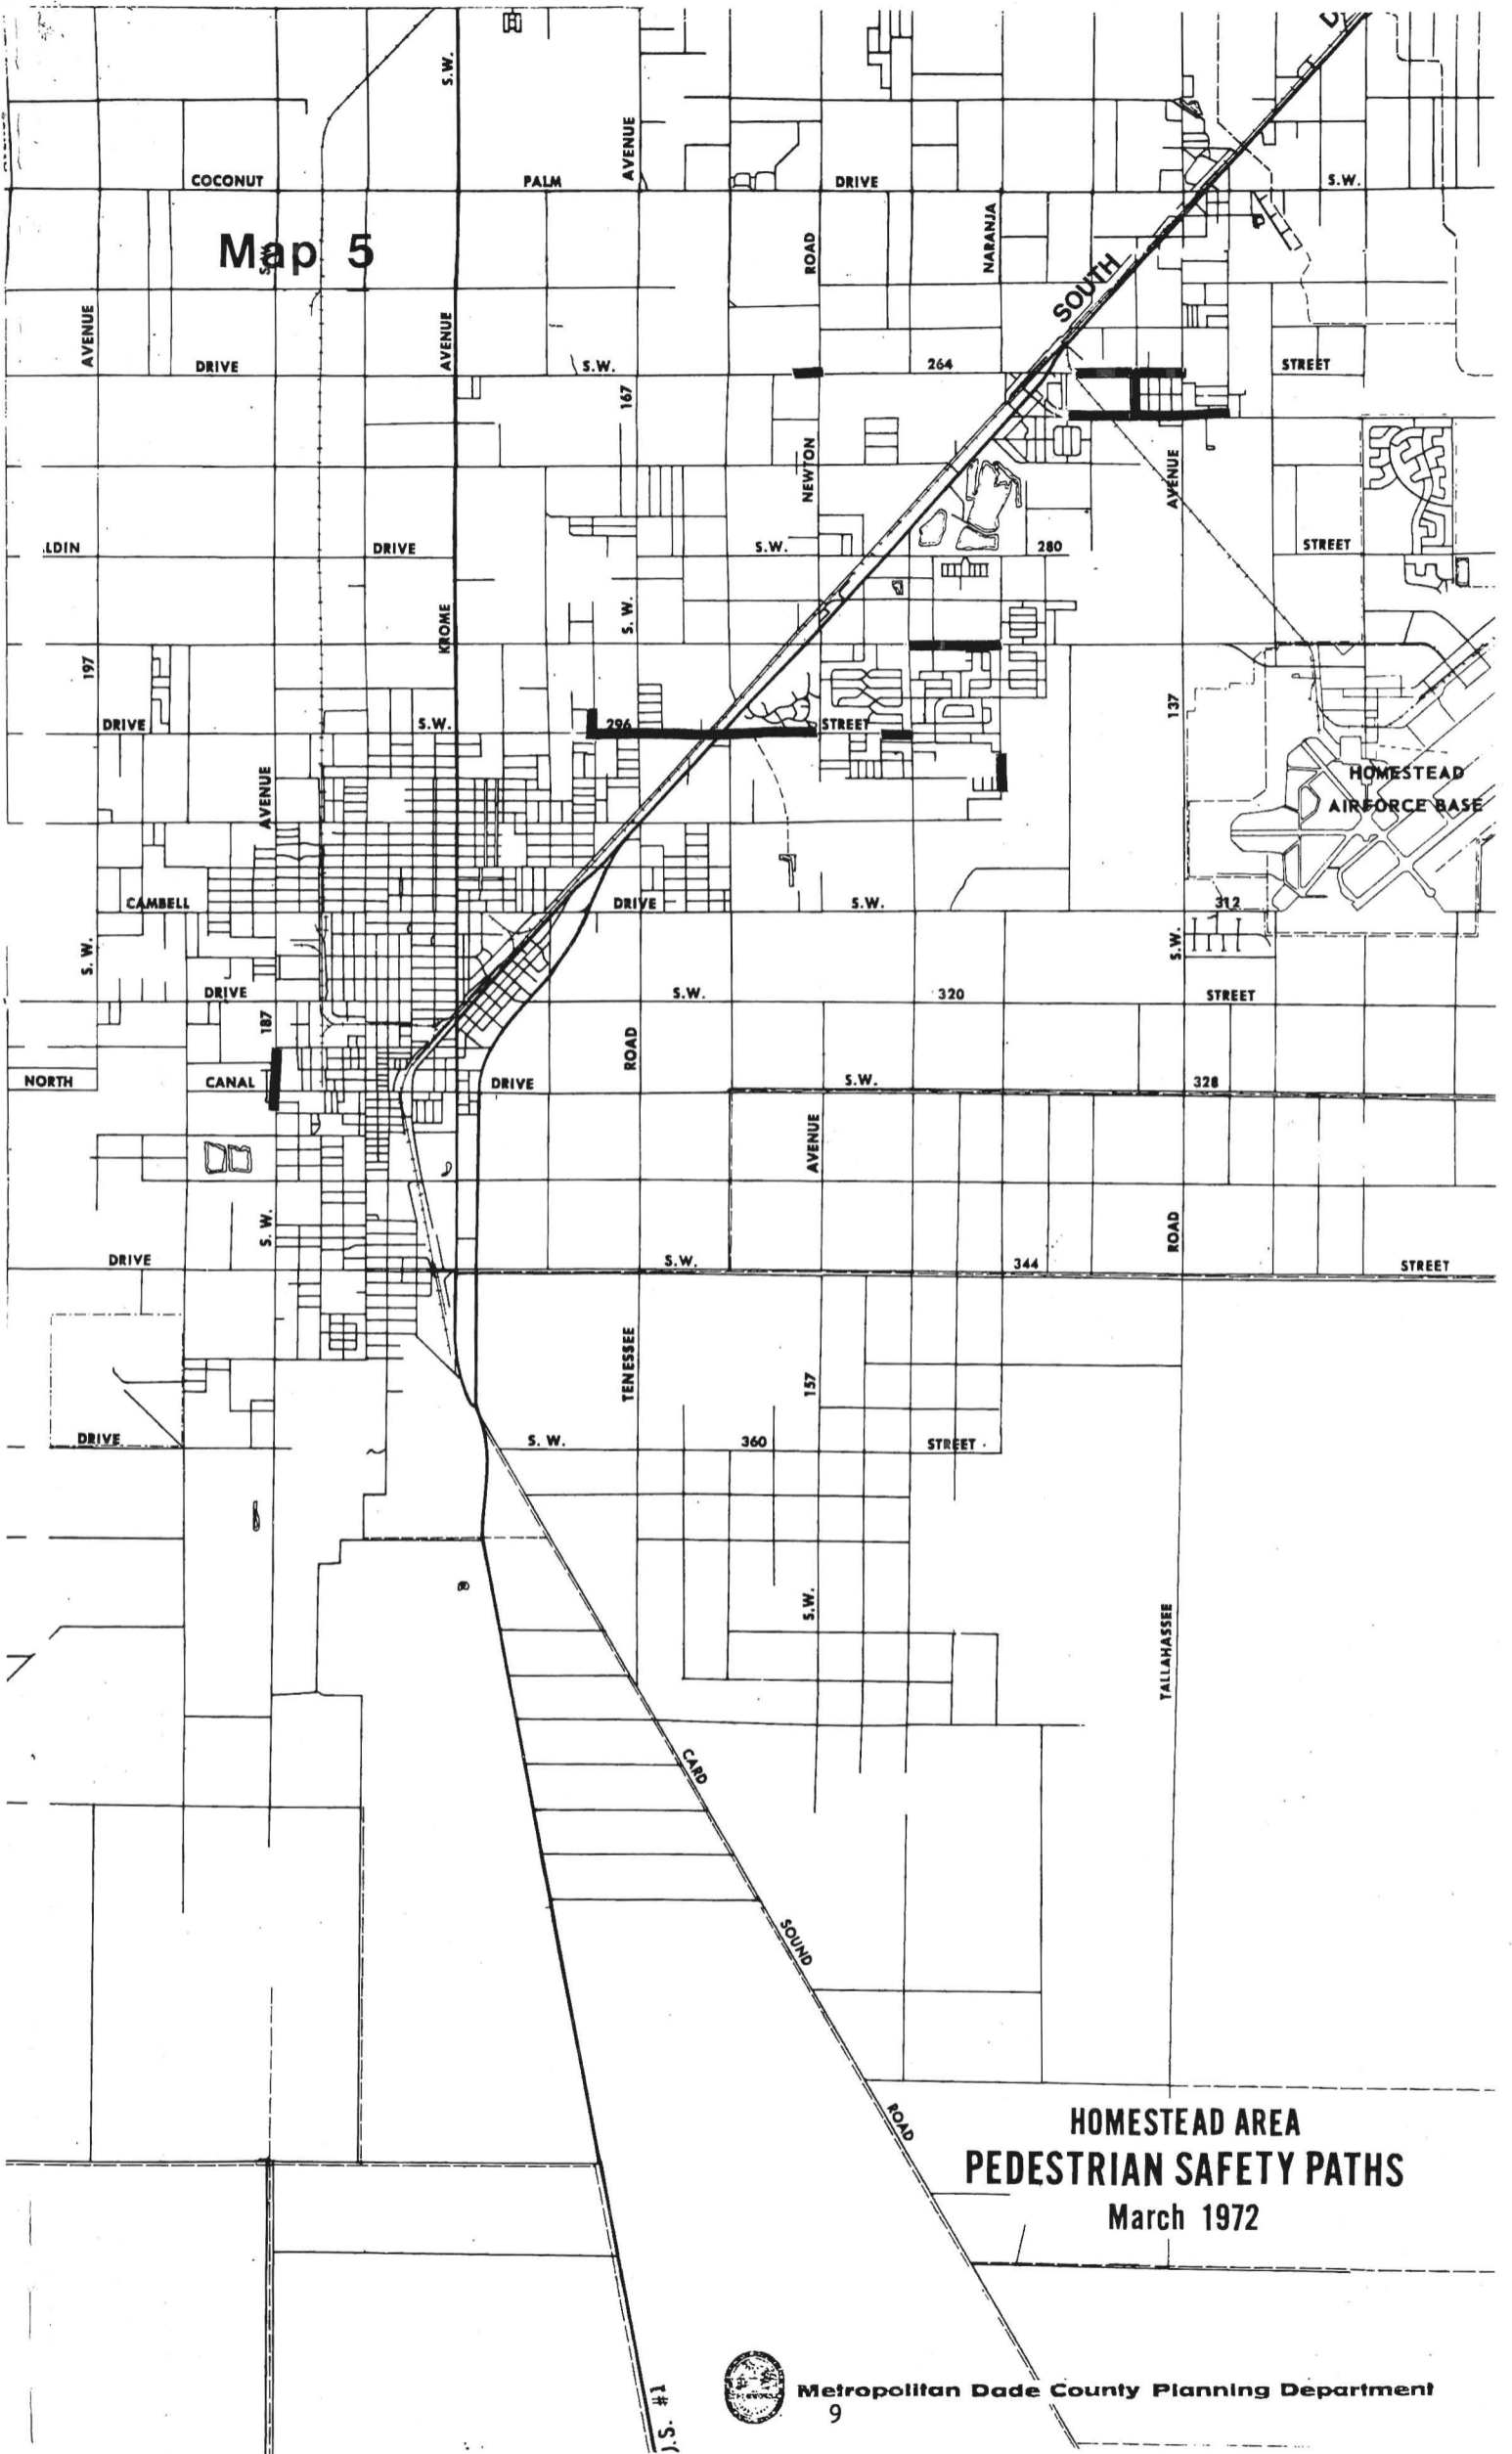 S.W.
AVENUE
COCONUT PALM DRIVE S.W.
Map 5
S.W.
ROAD
NARANJA
SOUTH
AVENUE
AVENUE
DRIVE S.W. 264 STREET
167
NEWTON
AVENUE
LDIN DRIVE S.W. 280 STREET
KROME
S. W.
197
137
DRIVE S.W. 296 STREET
HOMESTEAD
AIRFORCE BASE
AVENUE
CAMBELL DRIVE S.W. 312
S. W.
S.W.
DRIVE S.W. 320 STREET
187
ROAD
NORTH CANAL DRIVE S.W. 328
AVENUE
S. W.
ROAD
DRIVE S.W. 344 STREET
TENESSEE
157
DRIVE S. W. 360 STREET
S.W.
TALLAHASSEE
CARD
SOUND
ROAD
HOMESTEAD AREA
PEDESTRIAN SAFETY PATHS
March 1972
Metropolitan Dade County Planning Department
9
J.S. #1